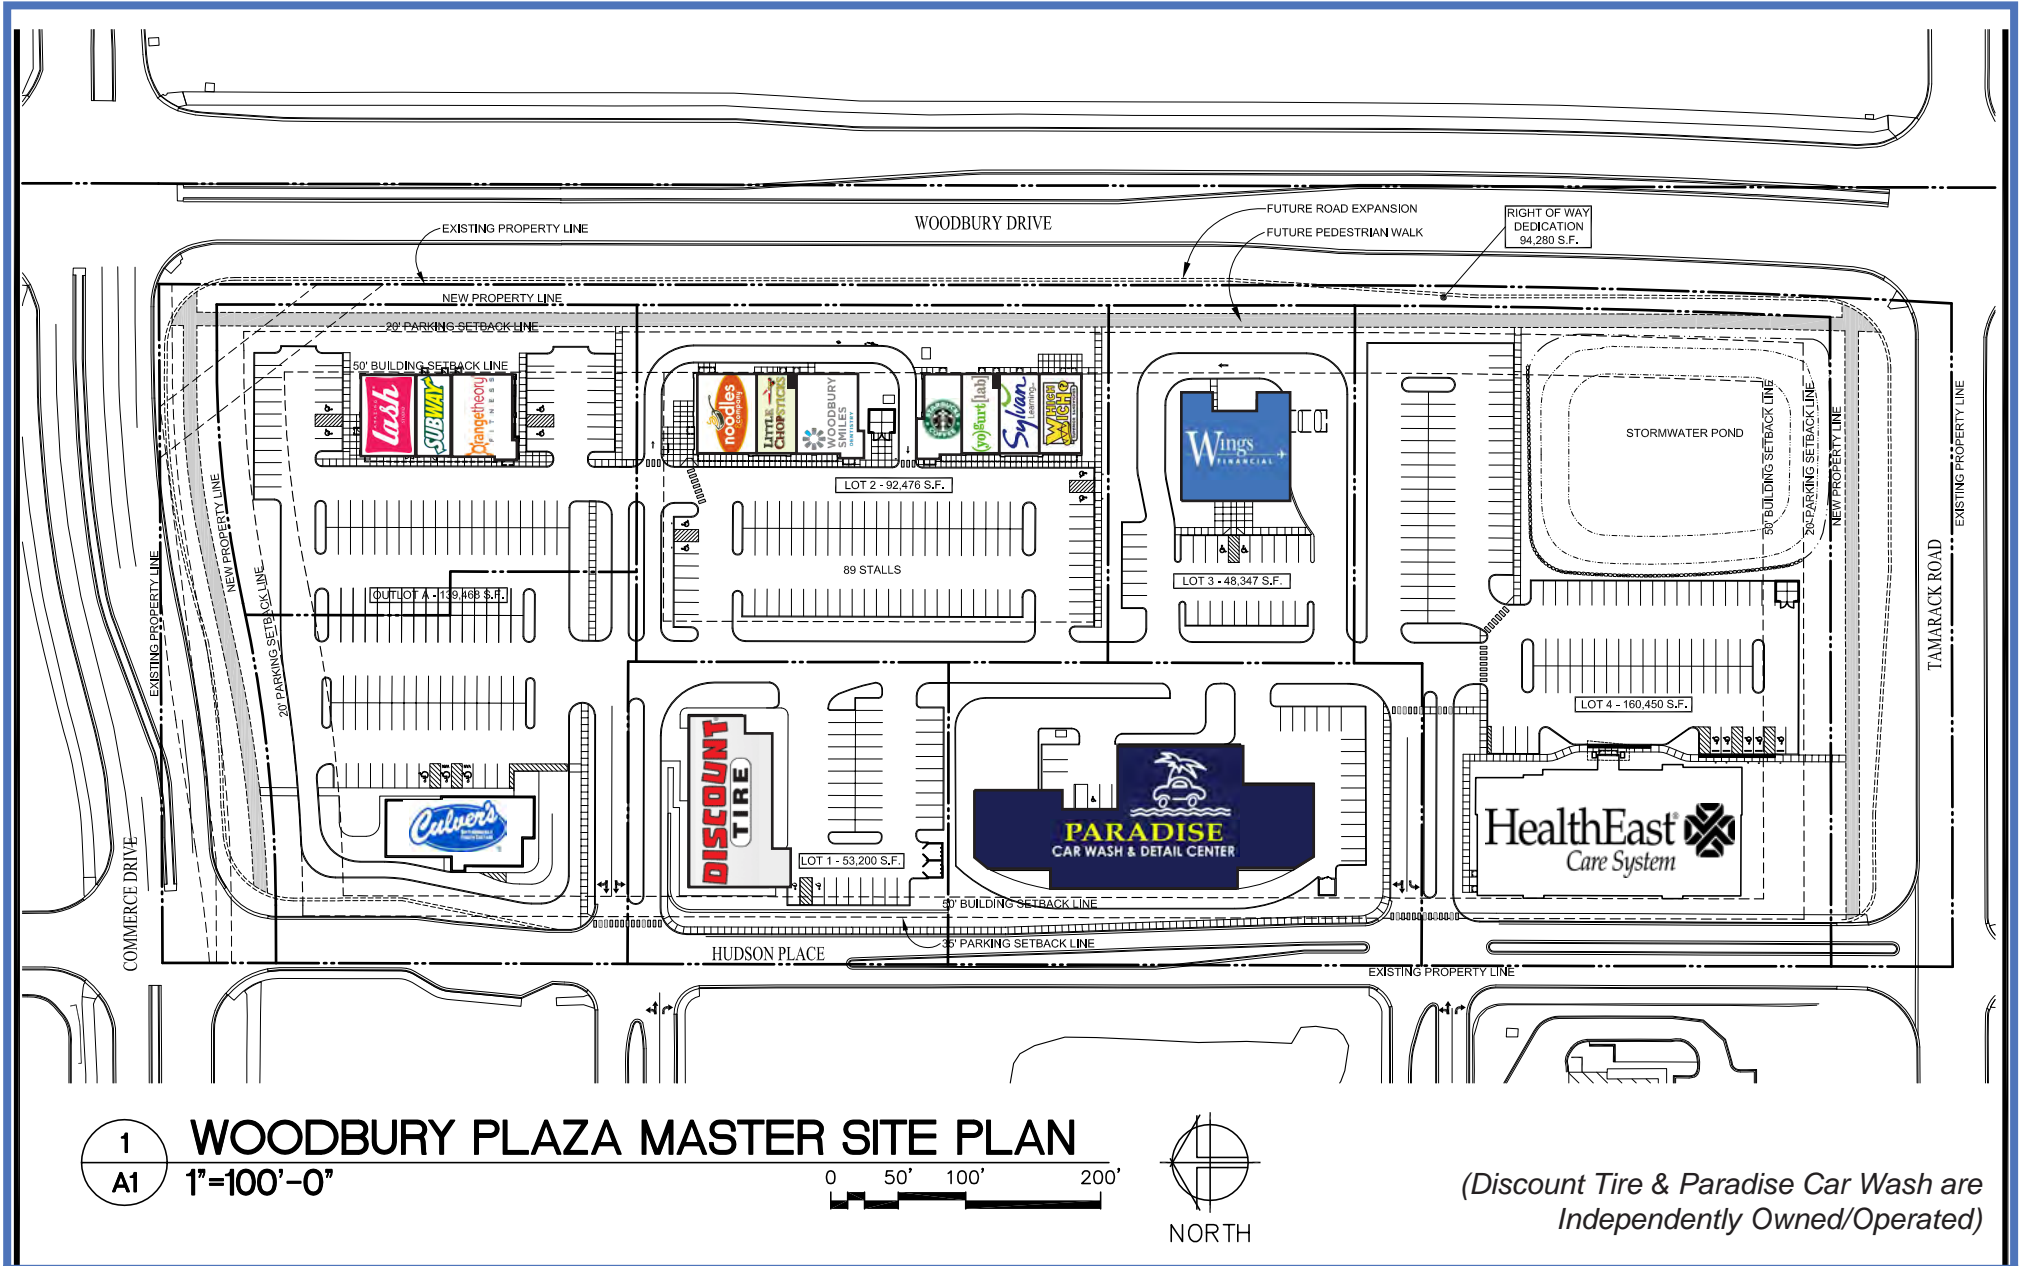 WOODBURY DRIVE
EXISTING PROPERTY LINE
FUTURE ROAD EXPANSION
FUTURE PEDESTRIAN WALK
RIGHT OF WAY
DEDICATION
94,280 S.F.
NEW PROPERTY LINE
20' PARKING SETBACK LINE
50' BUILDING SETBACK LINE
lash
SUBWAY
Orangetheory
FITNESS
noodles
& company
LITTLE
CHOPSTICKS
WOODBURY
SMILES
DENTISTRY
STARBUCKS
(yo)gurt[lab]
Sylvan
Learning
WHICH
WICH?
Wings
FINANCIAL
STORMWATER POND
50' BUILDING SETBACK LINE
20' PARKING SETBACK LINE
NEW PROPERTY LINE
EXISTING PROPERTY LINE
TAMARACK ROAD
LOT 2 - 92,476 S.F.
89 STALLS
LOT 3 - 48,347 S.F.
OUTLOT A - 139,468 S.F.
NEW PROPERTY LINE
20' PARKING SETBACK LINE
EXISTING PROPERTY LINE
COMMERCE DRIVE
LOT 4 - 160,450 S.F.
Culver's
DISCOUNT
TIRE
LOT 1 - 53,200 S.F.
PARADISE
CAR WASH & DETAIL CENTER
HealthEast
Care System
50' BUILDING SETBACK LINE
35' PARKING SETBACK LINE
HUDSON PLACE
EXISTING PROPERTY LINE
1
A1
WOODBURY PLAZA MASTER SITE PLAN
1"=100'-0"
0 50' 100' 200'
NORTH
(Discount Tire & Paradise Car Wash are
Independently Owned/Operated)